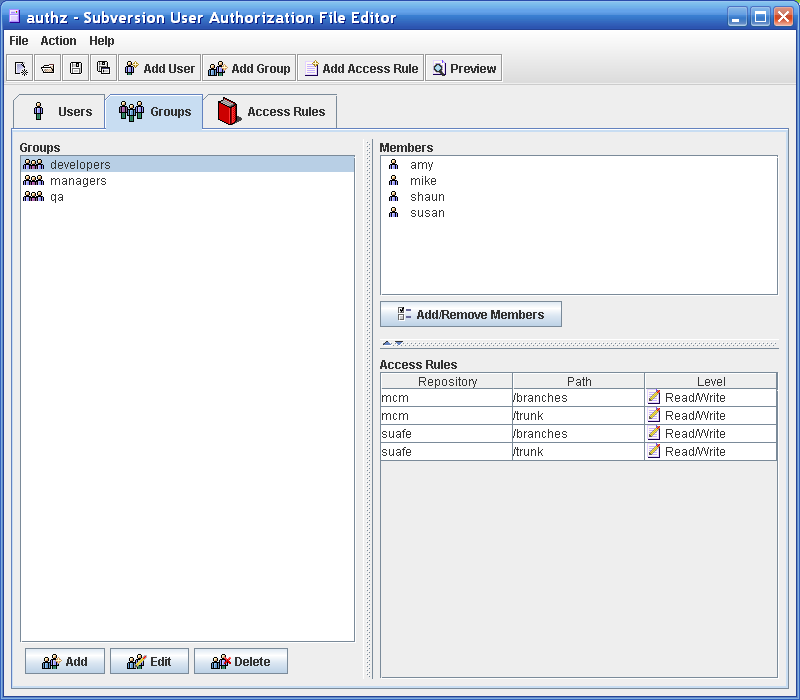 authz - Subversion User Authorization File Editor
File Action Help
Add User Add Group Add Access Rule Preview
Users Groups Access Rules
Groups
developers
managers
qa
Add Edit Delete
Members
amy
mike
shaun
susan
Add/Remove Members
Access Rules
Repository Path Level
mcm /branches Read/Write
mcm /trunk Read/Write
suafe /branches Read/Write
suafe /trunk Read/Write